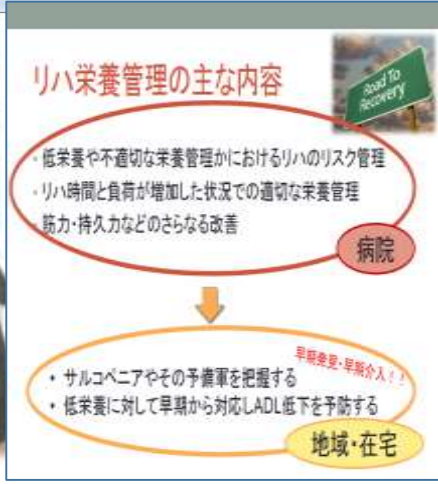 リハ栄養管理の主な内容
Road To
Recovery
・低栄養や不適切な栄養管理かにおけるリハのリスク管理
・リハ時間と負荷が増加した状況での適切な栄養管理
・筋力・持久力などのさらなる改善
病院
早期発見・早期介入！！
• サルコペニアやその予備軍を把握する
• 低栄養に対して早期から対応しADL低下を予防する
地域・在宅